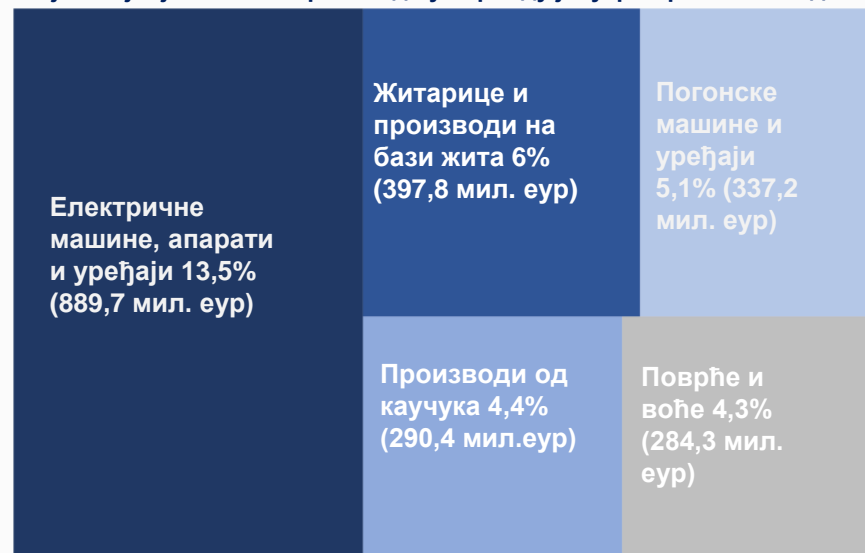 Електричне
машине, апарати
и уређаји 13,5%
(889,7 мил. еур)
Житарице и
производи на
бази жита 6%
(397,8 мил. еур)
Погонске
машине и
уређаји
5,1% (337,2
мил. еур)
Производи од
каучука 4,4%
(290,4 мил.еур)
Поврће и
воће 4,3%
(284,3 мил.
еур)